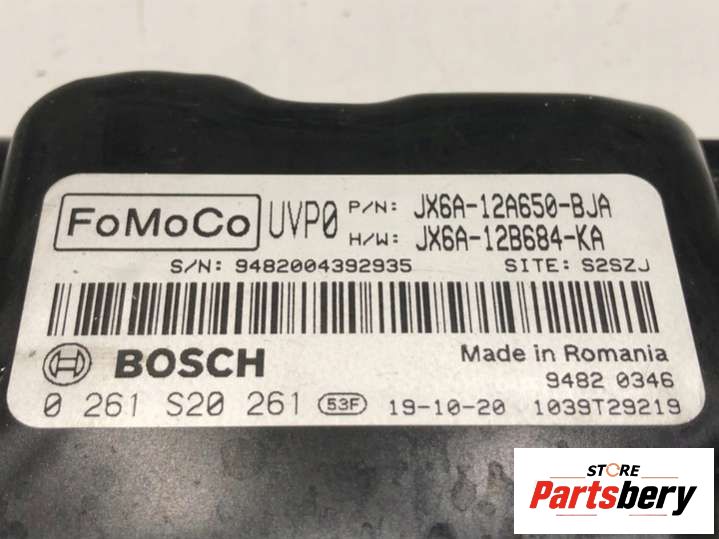 FoMoCo UVP0 P/N: JX6A-12A650-BJA
H/W: JX6A-12B684-KA
S/N: 9482004392935 SITE: S2SZJ
BOSCH Made in Romania
9482 0346
0 261 S20 261 53F 19-10-20 1039T29219
STORE
Partsbery